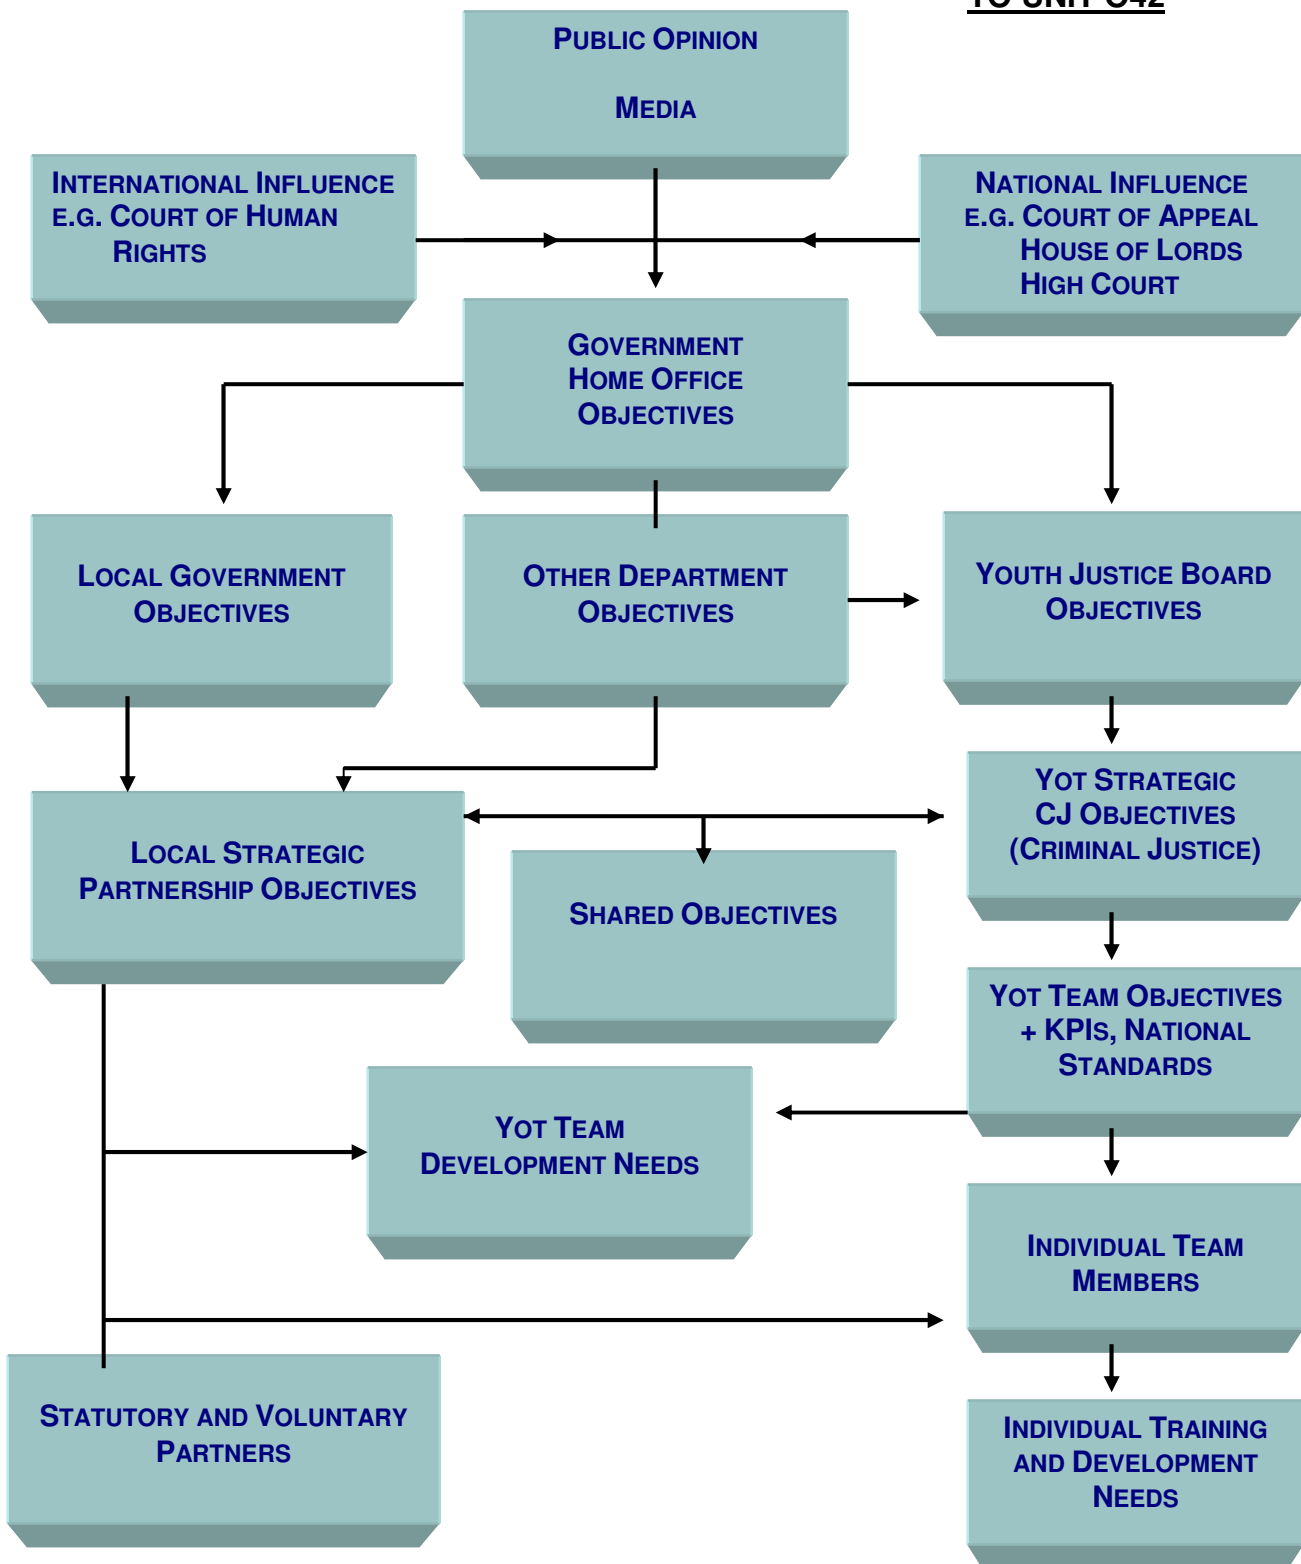 TO UNIT C42
PUBLIC OPINION
MEDIA
INTERNATIONAL INFLUENCE
E.G. COURT OF HUMAN
RIGHTS
NATIONAL INFLUENCE
E.G. COURT OF APPEAL
HOUSE OF LORDS
HIGH COURT
GOVERNMENT
HOME OFFICE
OBJECTIVES
LOCAL GOVERNMENT
OBJECTIVES
OTHER DEPARTMENT
OBJECTIVES
YOUTH JUSTICE BOARD
OBJECTIVES
LOCAL STRATEGIC
PARTNERSHIP OBJECTIVES
SHARED OBJECTIVES
YOT STRATEGIC
CJ OBJECTIVES
(CRIMINAL JUSTICE)
YOT TEAM OBJECTIVES
+ KPIS, NATIONAL
STANDARDS
YOT TEAM
DEVELOPMENT NEEDS
INDIVIDUAL TEAM
MEMBERS
STATUTORY AND VOLUNTARY
PARTNERS
INDIVIDUAL TRAINING
AND DEVELOPMENT
NEEDS